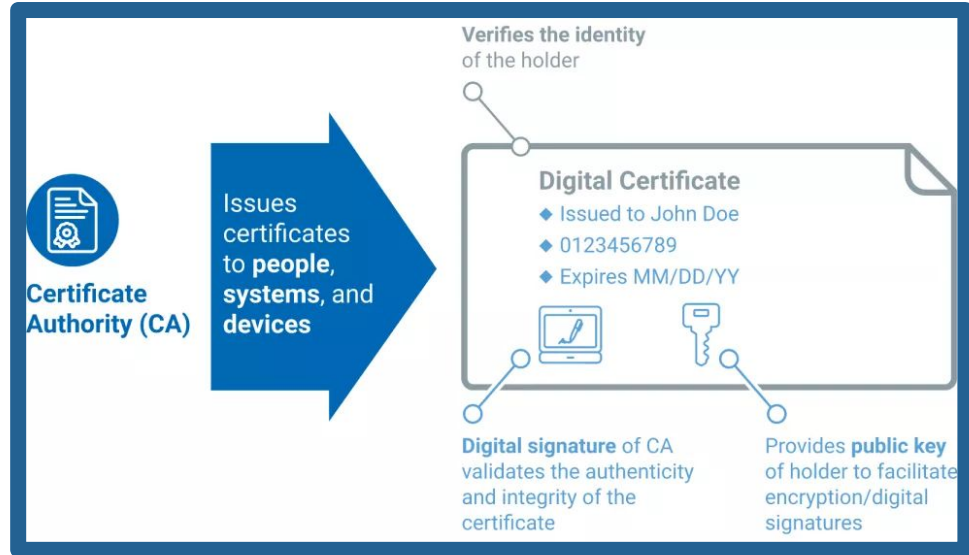 Verifies the identity
of the holder
Digital Certificate
◆ Issued to John Doe
◆ 0123456789
◆ Expires MM/DD/YY
Issues
certificates
to people,
systems, and
devices
Certificate
Authority (CA)
Digital signature of CA
validates the authenticity
and integrity of the
certificate
Provides public key
of holder to facilitate
encryption/digital
signatures